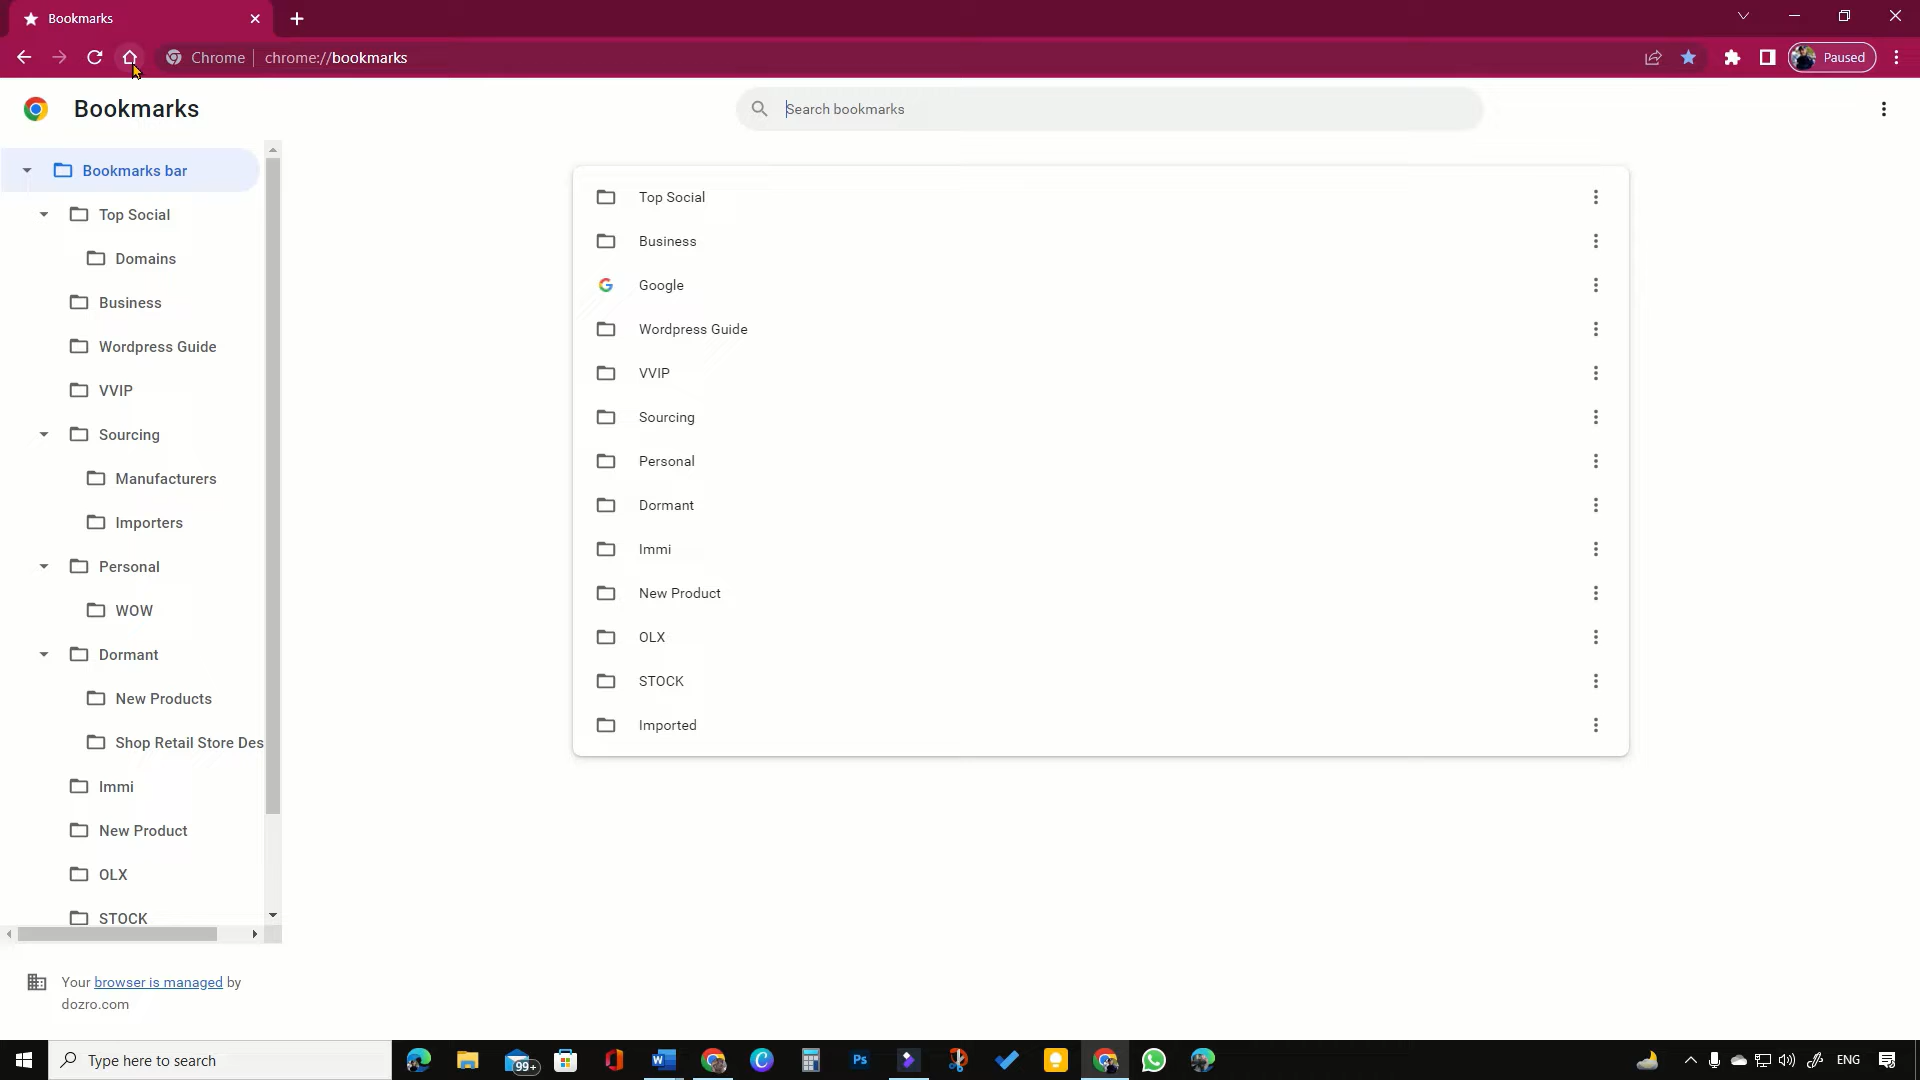 Bookmarks
Chrome
chrome://bookmarks
Paused
Bookmarks
Search bookmarks
Bookmarks bar
Top Social
Domains
Business
Wordpress Guide
VVIP
Sourcing
Manufacturers
Importers
Personal
WOW
Dormant
New Products
Shop Retail Store Des
Immi
New Product
OLX
STOCK
Top Social
Business
Google
Wordpress Guide
VVIP
Sourcing
Personal
Dormant
Immi
New Product
OLX
STOCK
Imported
Your browser is managed by
dozro.com
Type here to search
99+
Ps
ENG